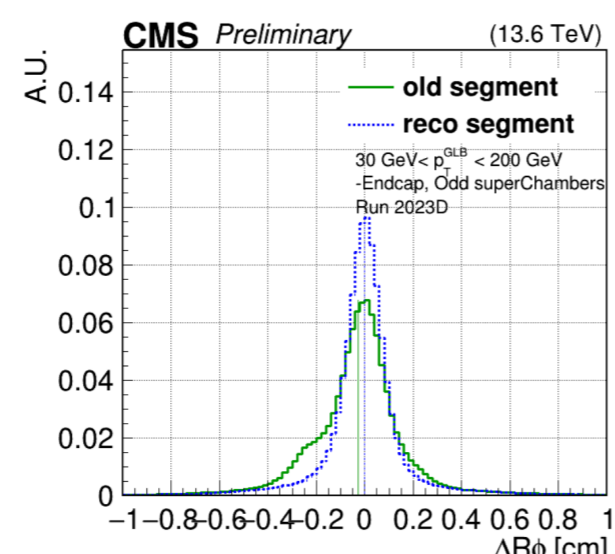 CMS Preliminary (13.6 TeV)
A.U.
old segment
reco segment
30 GeV< p_T^GLB < 200 GeV
-Endcap, Odd superChambers
Run 2023D
0.14
0.12
0.1
0.08
0.06
0.04
0.02
0
−1 −0.8 −0.6 −0.4 −0.2 0 0.2 0.4 0.6 0.8 1
ΔRϕ [cm]